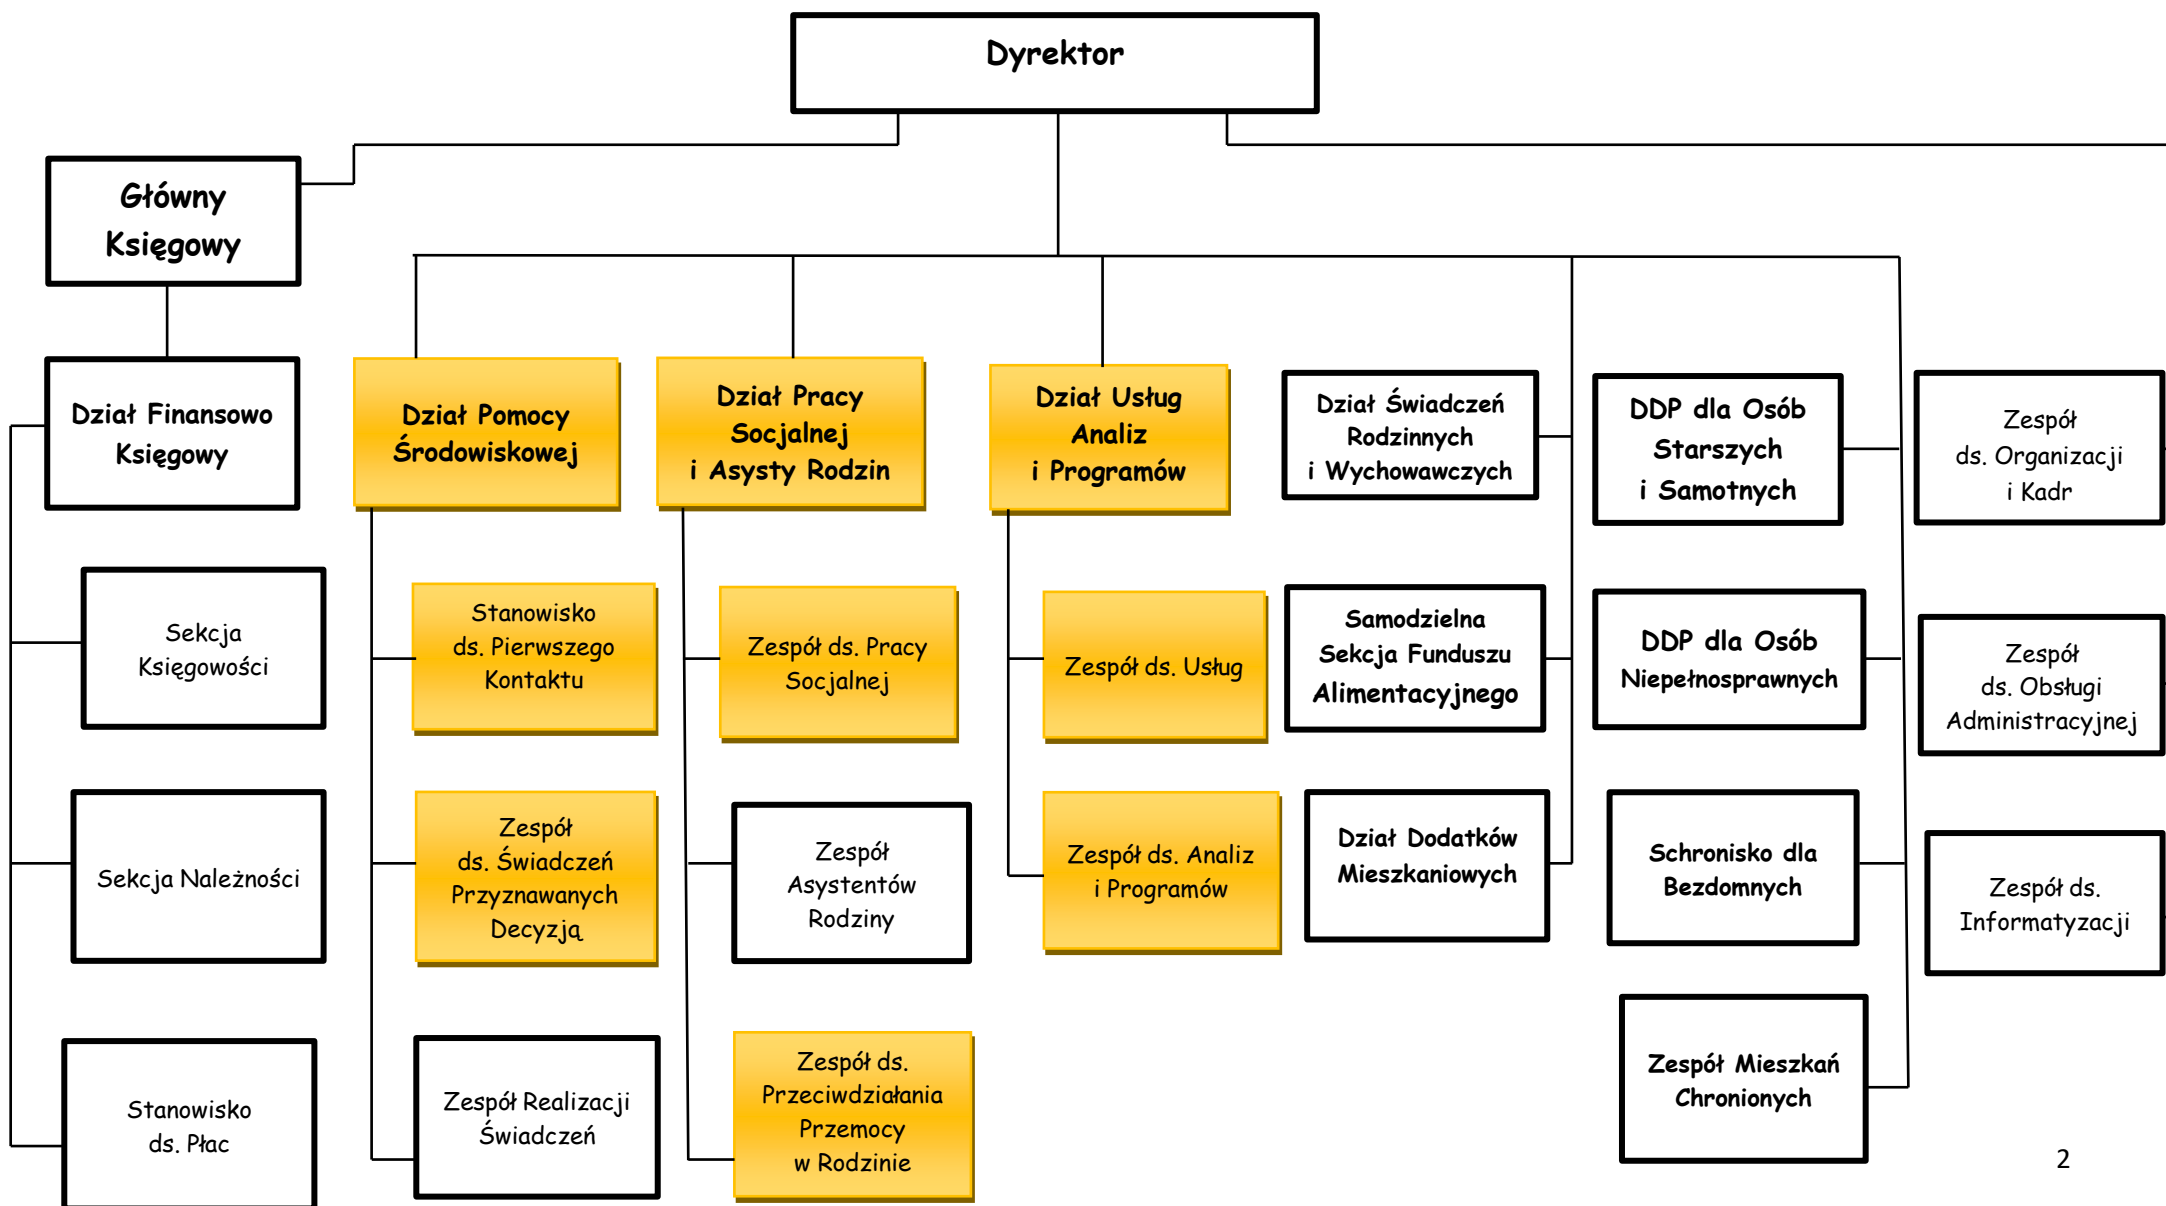 Dyrektor
Główny
Księgowy
Dział Finansowo
Księgowy
Sekcja
Księgowości
Sekcja Należności
Stanowisko
ds. Płac
Dział Pomocy
Środowiskowej
Stanowisko
ds. Pierwszego
Kontaktu
Zespół
ds. Świadczeń
Przyznawanych
Decyzją
Zespół Realizacji
Świadczeń
Dział Pracy
Socjalnej
i Asysty Rodzin
Zespół ds. Pracy
Socjalnej
Zespół
Asystentów
Rodziny
Zespół ds.
Przeciwdziałania
Przemocy
w Rodzinie
Dział Usług
Analiz
i Programów
Zespół ds. Usług
Zespół ds. Analiz
i Programów
Dział Świadczeń
Rodzinnych
i Wychowawczych
Samodzielna
Sekcja Funduszu
Alimentacyjnego
Dział Dodatków
Mieszkaniowych
DDP dla Osób
Starszych
i Samotnych
DDP dla Osób
Niepełnosprawnych
Schronisko dla
Bezdomnych
Zespół Mieszkań
Chronionych
Zespół
ds. Organizacji
i Kadr
Zespół
ds. Obsługi
Administracyjnej
Zespół ds.
Informatyzacji
2